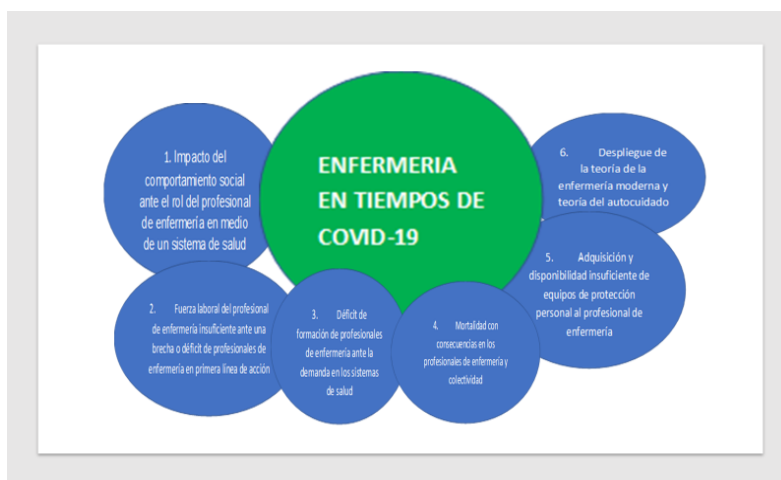 ENFERMERIA
EN TIEMPOS DE
COVID-19
1. Impacto del
comportamiento social
ante el rol del profesional
de enfermería en medio
de un sistema de salud
2. Fuerza laboral del profesional
de enfermería insuficiente ante una
brecha o déficit de profesionales de
enfermería en primera línea de acción
3. Déficit de
formación de profesionales
de enfermería ante la
demanda en los sistemas
de salud
4. Mortalidad con
consecuencias en los
profesionales de enfermería y
colectividad
5. Adquisición y
disponibilidad insuficiente de
equipos de protección
personal al profesional de
enfermería
6. Despliegue de
la teoría de la
enfermería moderna y
teoría del autocuidado